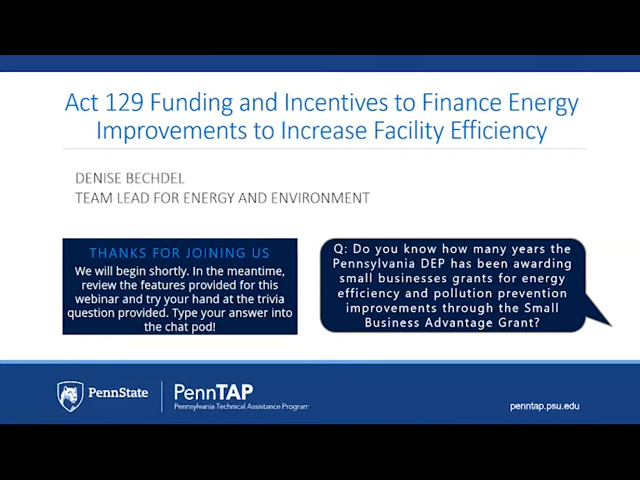 Act 129 Funding and Incentives to Finance Energy
Improvements to Increase Facility Efficiency
DENISE BECHDEL
TEAM LEAD FOR ENERGY AND ENVIRONMENT
THANKS FOR JOINING US
We will begin shortly. In the meantime,
review the features provided for this
webinar and try your hand at the trivia
question provided. Type your answer into
the chat pod!
Q: Do you know how many years the
Pennsylvania DEP has been awarding
small businesses grants for energy
efficiency and pollution prevention
improvements through the Small
Business Advantage Grant?
PennState
PennTAP
Pennsylvania Technical Assistance Program
penntap.psu.edu